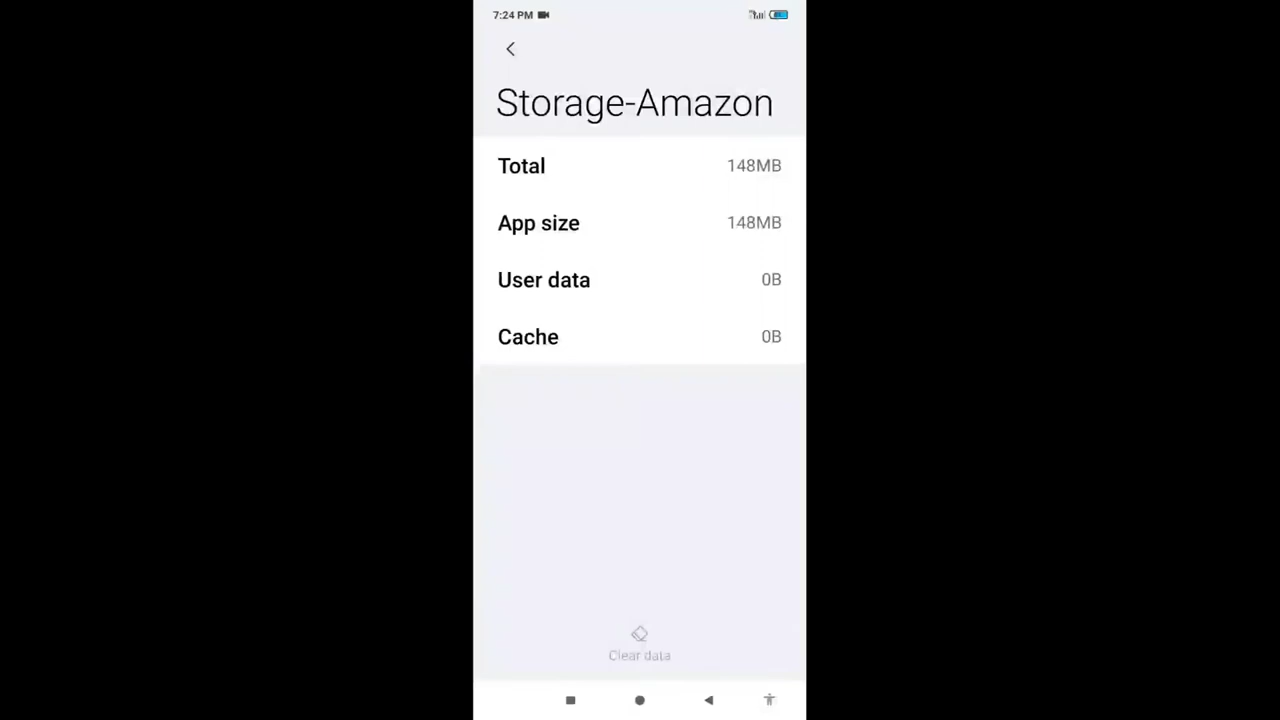 7:24 PM
Storage-Amazon
Total 148MB
App size 148MB
User data 0B
Cache 0B
Clear data